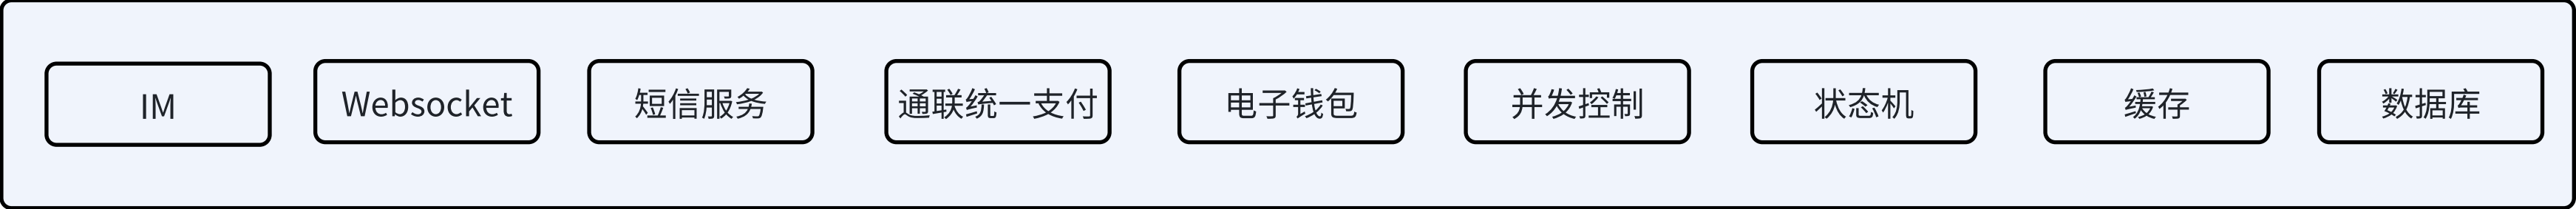 IM
Websocket
短信服务
通联统一支付
电子钱包
并发控制
状态机
缓存
数据库